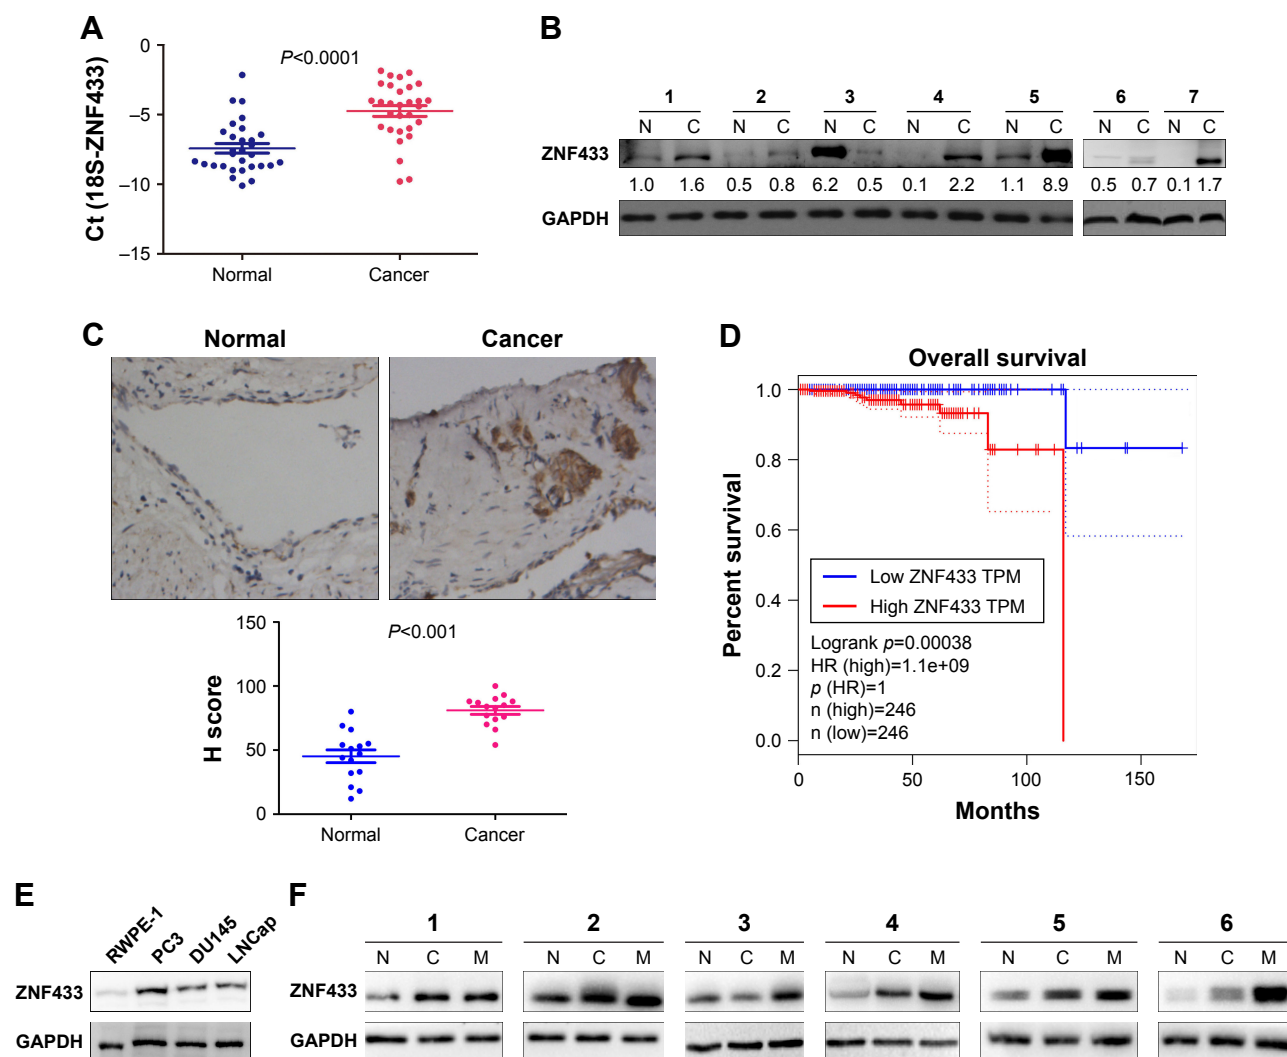 A
0
–5
–10
–15
Ct (18S-ZNF433)
P<0.0001
Normal Cancer
B
1 2 3 4 5 6 7
N C N C N C N C N C N C N C
ZNF433
1.0 1.6 0.5 0.8 6.2 0.5 0.1 2.2 1.1 8.9 0.5 0.7 0.1 1.7
GAPDH
C
Normal Cancer
150
100
50
0
H score
P<0.001
Normal Cancer
D
Overall survival
1.0
0.8
0.6
0.4
0.2
0.0
Percent survival
Low ZNF433 TPM
High ZNF433 TPM
Logrank p=0.00038
HR (high)=1.1e+09
p (HR)=1
n (high)=246
n (low)=246
0 50 100 150
Months
E
RWPE-1 PC3 DU145 LNCap
ZNF433
GAPDH
F
1 2 3 4 5 6
N C M N C M N C M N C M N C M N C M
ZNF433
GAPDH